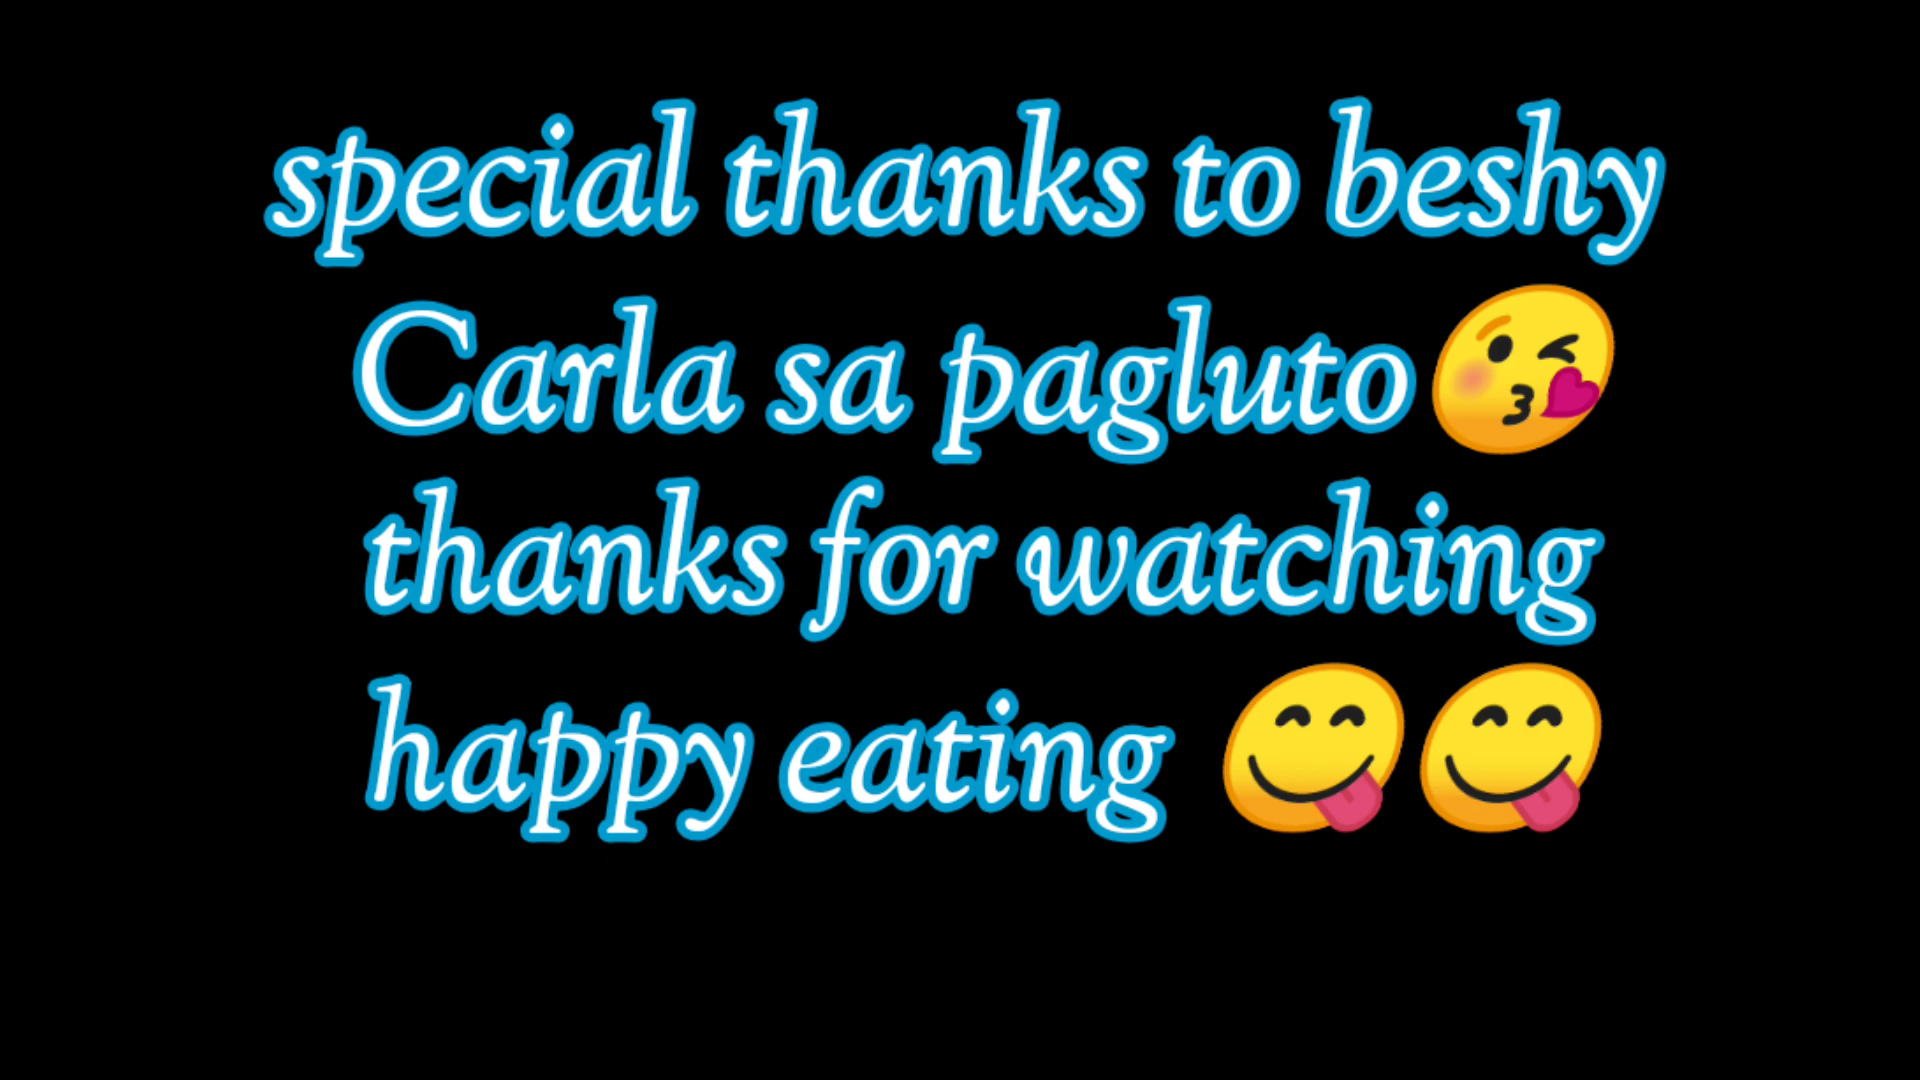 special thanks to beshy
Carla sa pagluto😘
thanks for watching
happy eating 😋😋